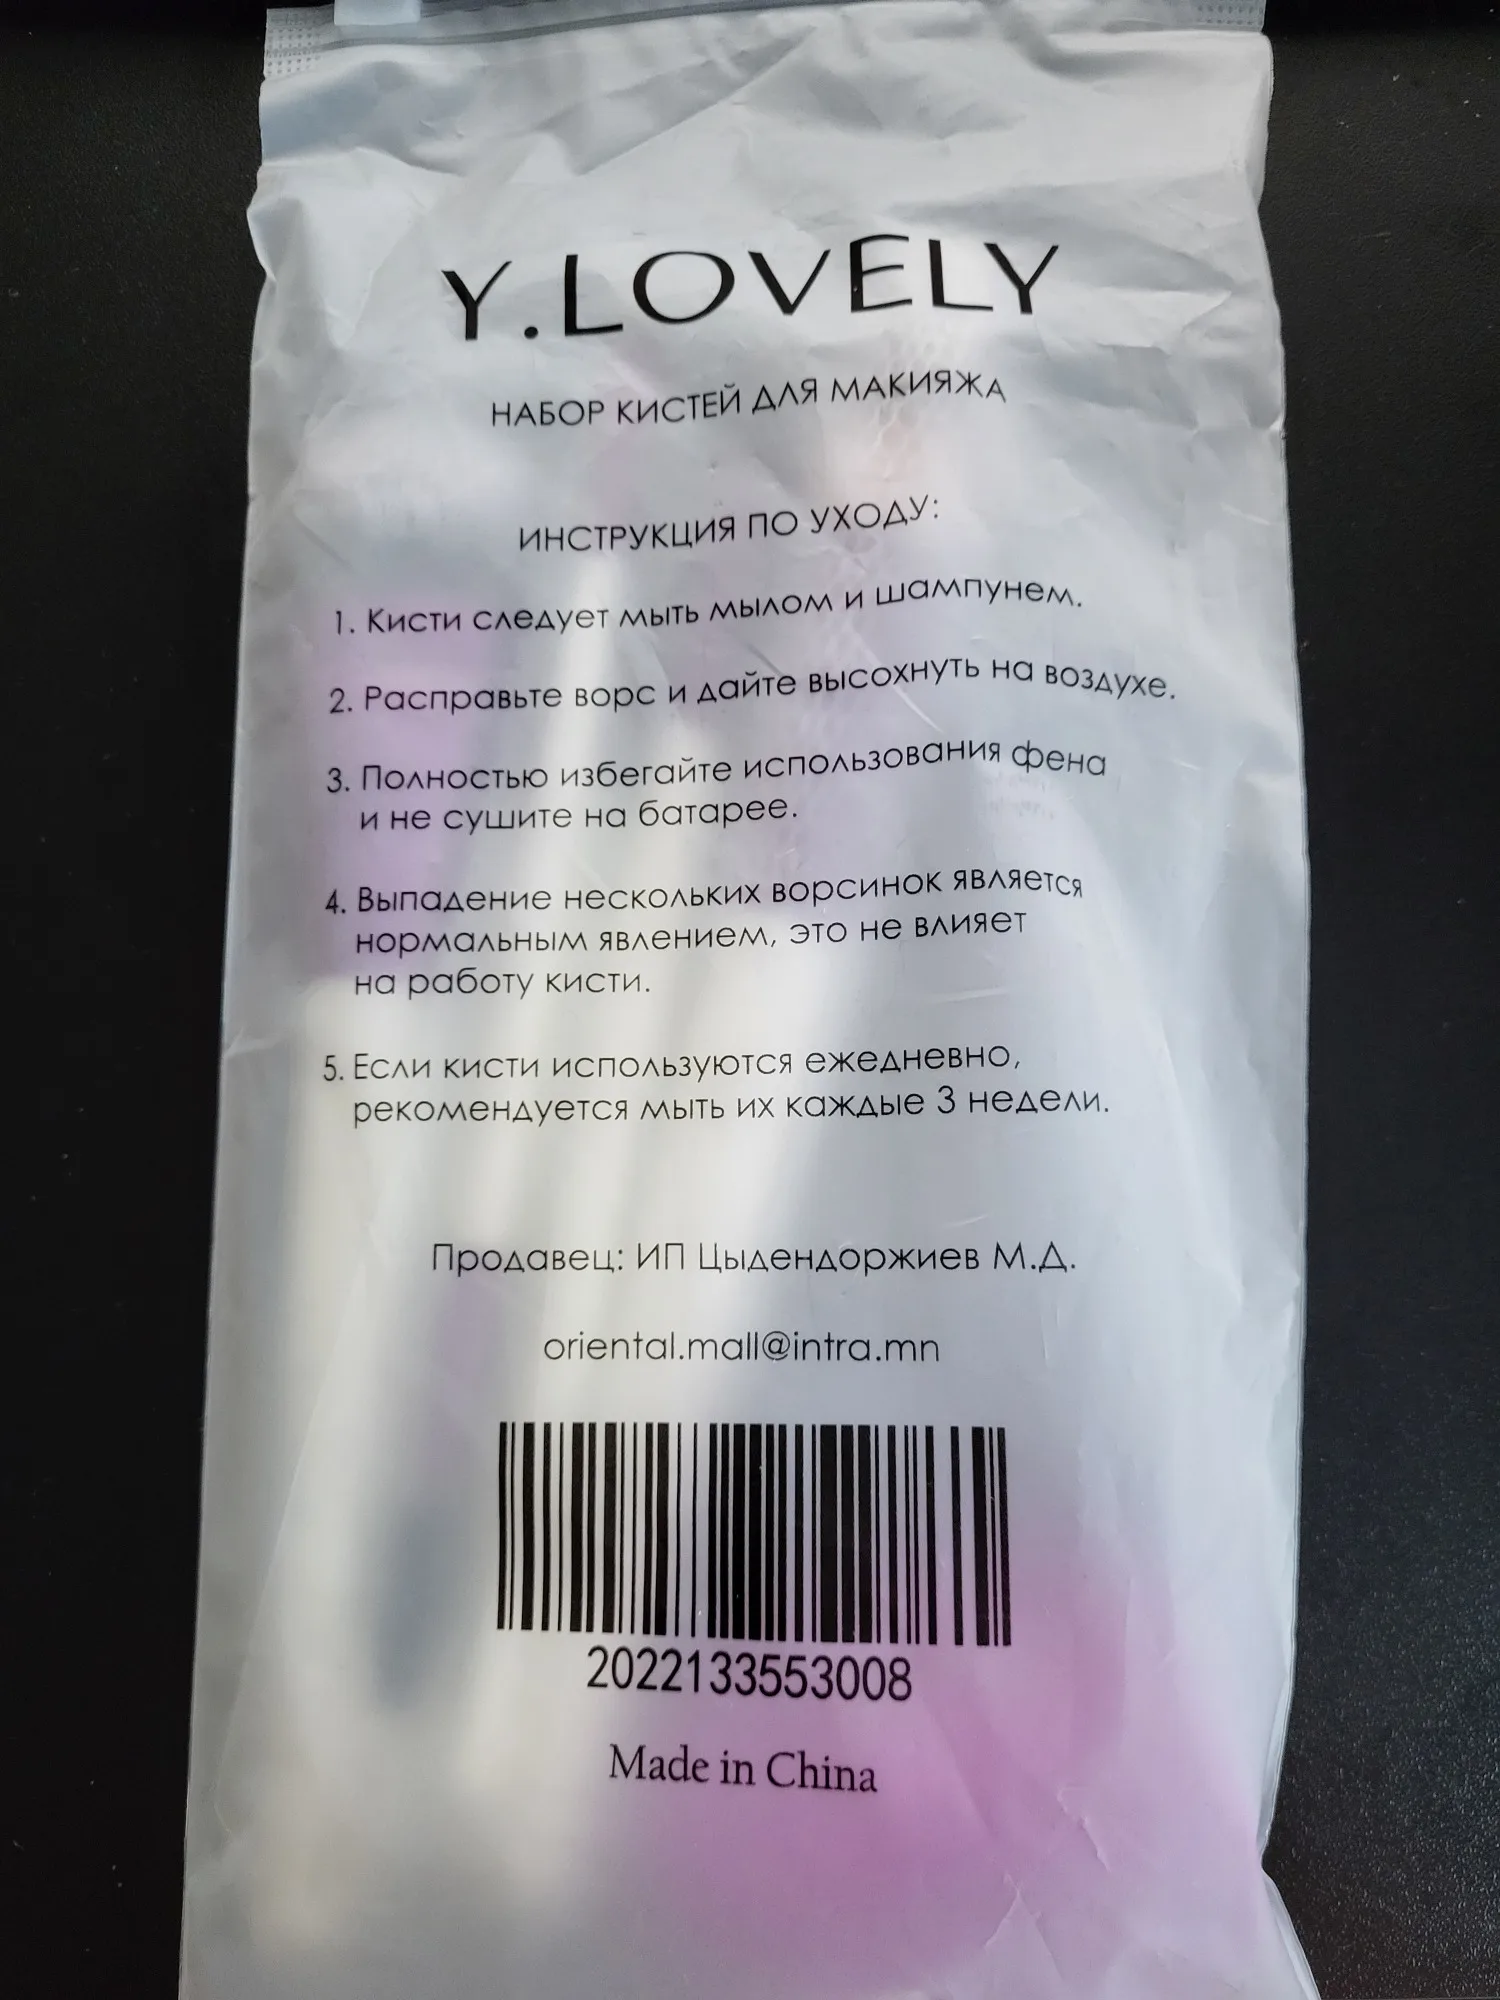 Y.LOVELY
НАБОР КИСТЕЙ ДЛЯ МАКИЯЖА
ИНСТРУКЦИЯ ПО УХОДУ:
1. Кисти следует мыть мылом и шампунем.
2. Расправьте ворс и дайте высохнуть на воздухе.
3. Полностью избегайте использования фена
и не сушите на батарее.
4. Выпадение нескольких ворсинок является
нормальным явлением, это не влияет
на работу кисти.
5. Если кисти используются ежедневно,
рекомендуется мыть их каждые 3 недели.
Продавец: ИП Цыдендоржиев М.Д.
oriental.mall@intra.mn
2022133553008
Made in China